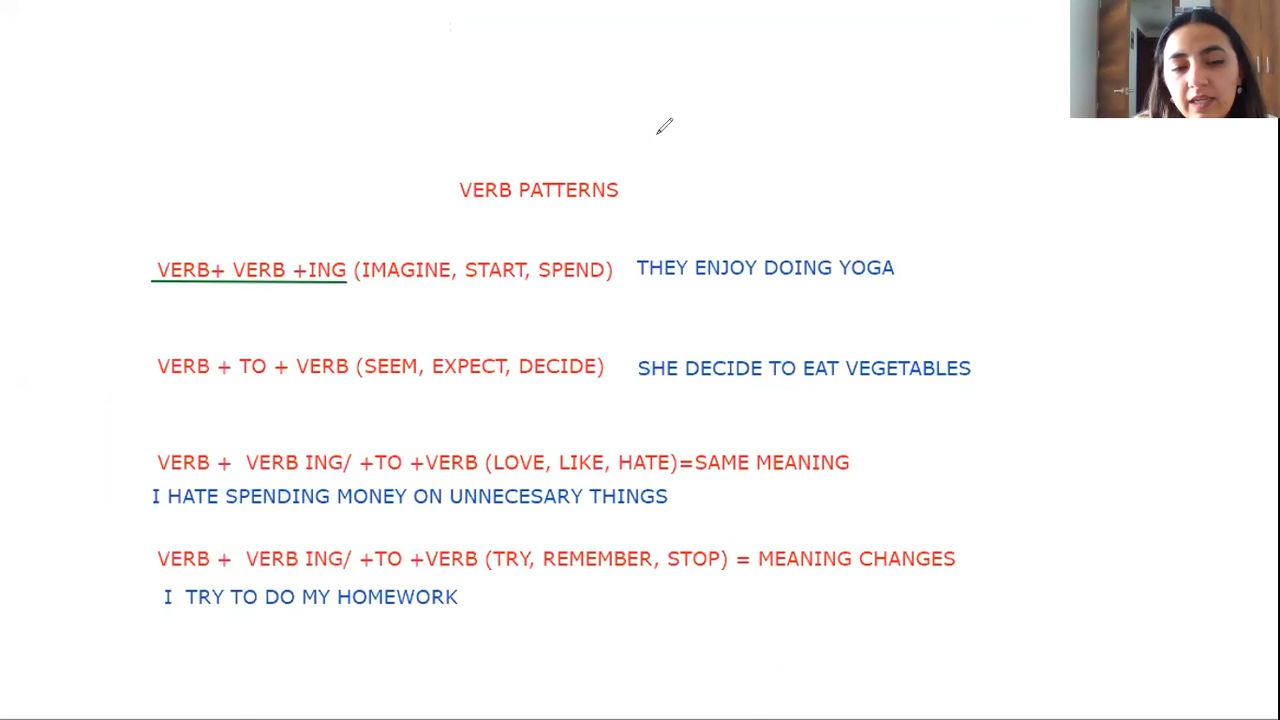 VERB PATTERNS
VERB+ VERB +ING (IMAGINE, START, SPEND) THEY ENJOY DOING YOGA
VERB + TO + VERB (SEEM, EXPECT, DECIDE) SHE DECIDE TO EAT VEGETABLES
VERB + VERB ING/ +TO +VERB (LOVE, LIKE, HATE)=SAME MEANING
I HATE SPENDING MONEY ON UNNECESARY THINGS
VERB + VERB ING/ +TO +VERB (TRY, REMEMBER, STOP) = MEANING CHANGES
I TRY TO DO MY HOMEWORK